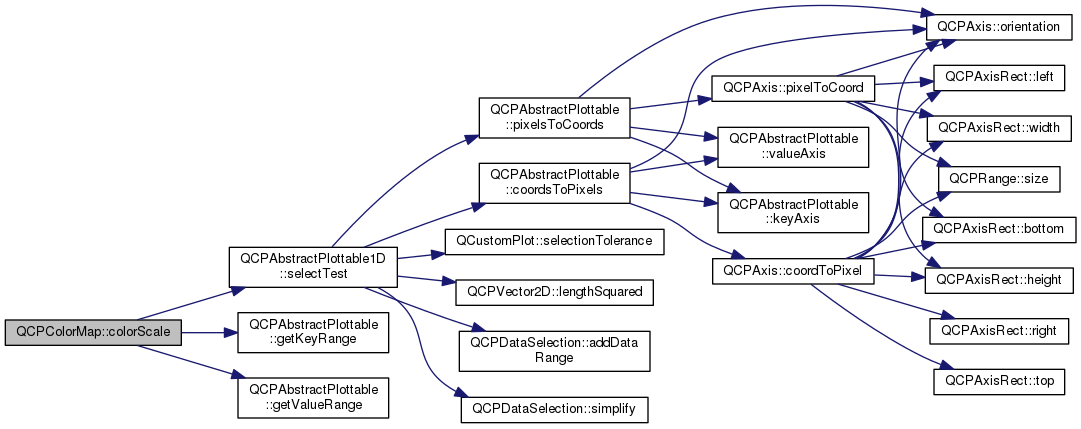 QCPColorMap::colorScale
QCPAbstractPlottable1D
::selectTest
QCPAbstractPlottable
::getKeyRange
QCPAbstractPlottable
::getValueRange
QCPAbstractPlottable
::pixelsToCoords
QCPAbstractPlottable
::coordsToPixels
QCustomPlot::selectionTolerance
QCPVector2D::lengthSquared
QCPDataSelection::addData
Range
QCPDataSelection::simplify
QCPAxis::pixelToCoord
QCPAbstractPlottable
::valueAxis
QCPAbstractPlottable
::keyAxis
QCPAxis::coordToPixel
QCPAxis::orientation
QCPAxisRect::left
QCPAxisRect::width
QCPRange::size
QCPAxisRect::bottom
QCPAxisRect::height
QCPAxisRect::right
QCPAxisRect::top